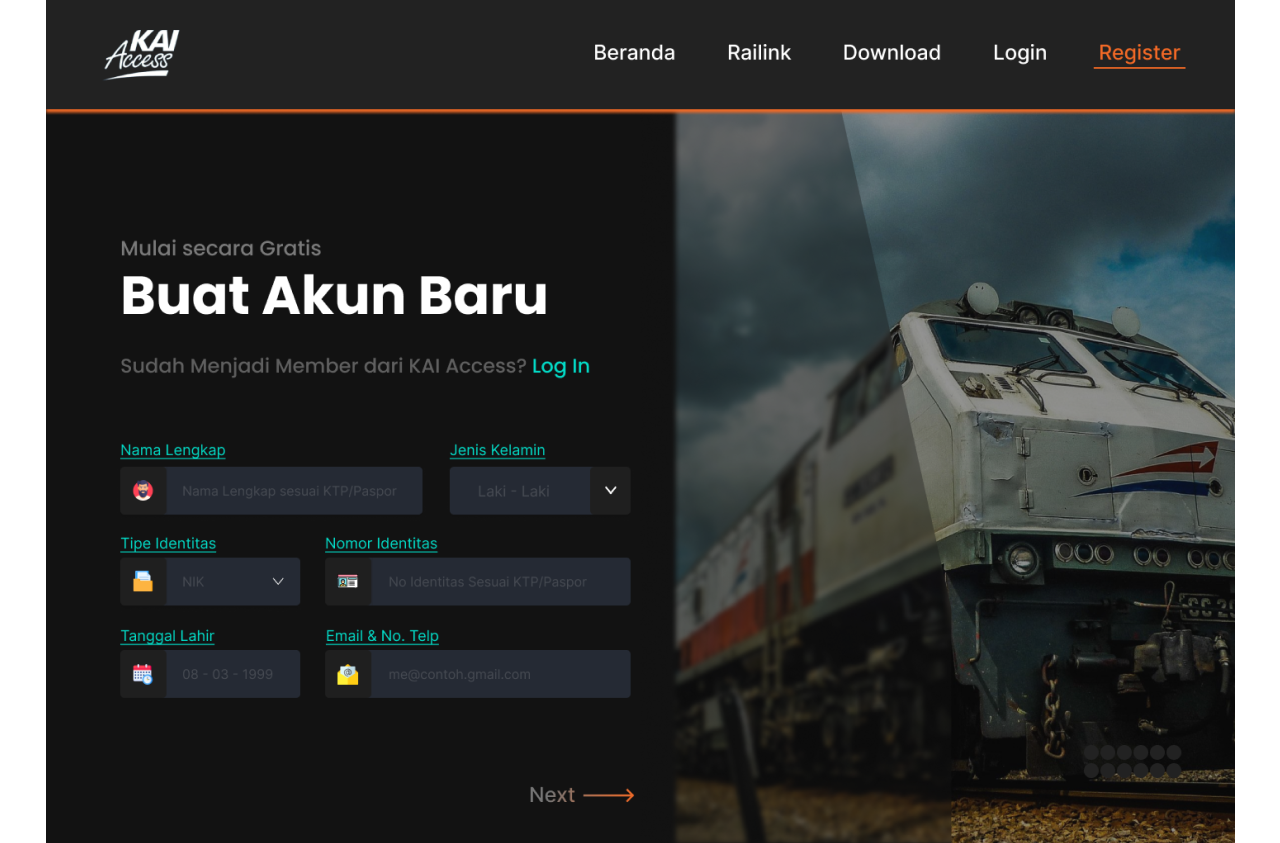 KAI
Access
Beranda Railink Download Login Register
Mulai secara Gratis
Buat Akun Baru
Sudah Menjadi Member dari KAI Access? Log In
Nama Lengkap Jenis Kelamin
Nama Lengkap sesuai KTP/Paspor Laki - Laki
Tipe Identitas Nomor Identitas
NIK No Identitas Sesuai KTP/Paspor
Tanggal Lahir Email & No. Telp
08 - 03 - 1999 me@contoh.gmail.com
Next